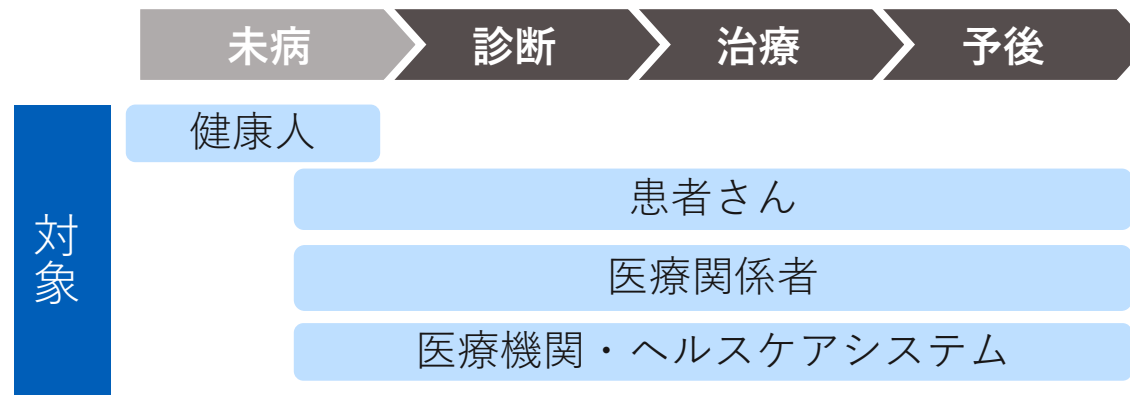 未病
診断
治療
予後
対象
健康人
患者さん
医療関係者
医療機関・ヘルスケアシステム